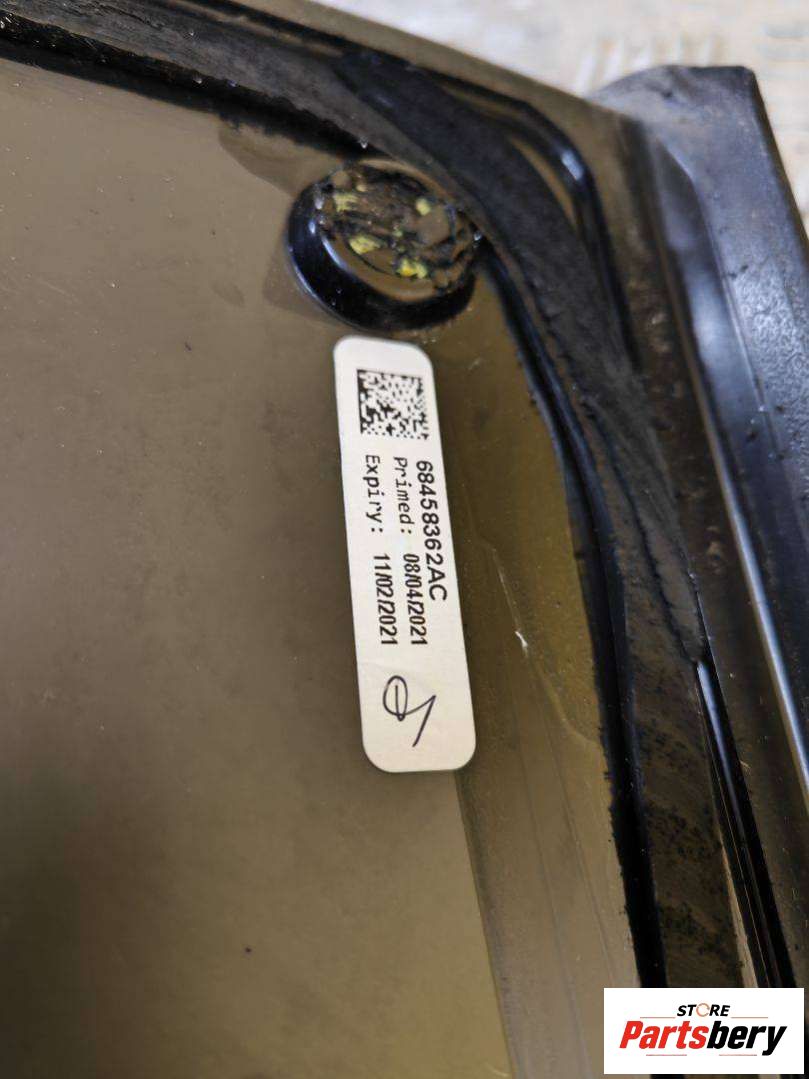 68458362AC
Primed: 08/04/2021
Expiry: 11/02/2021
STORE
Partsbery